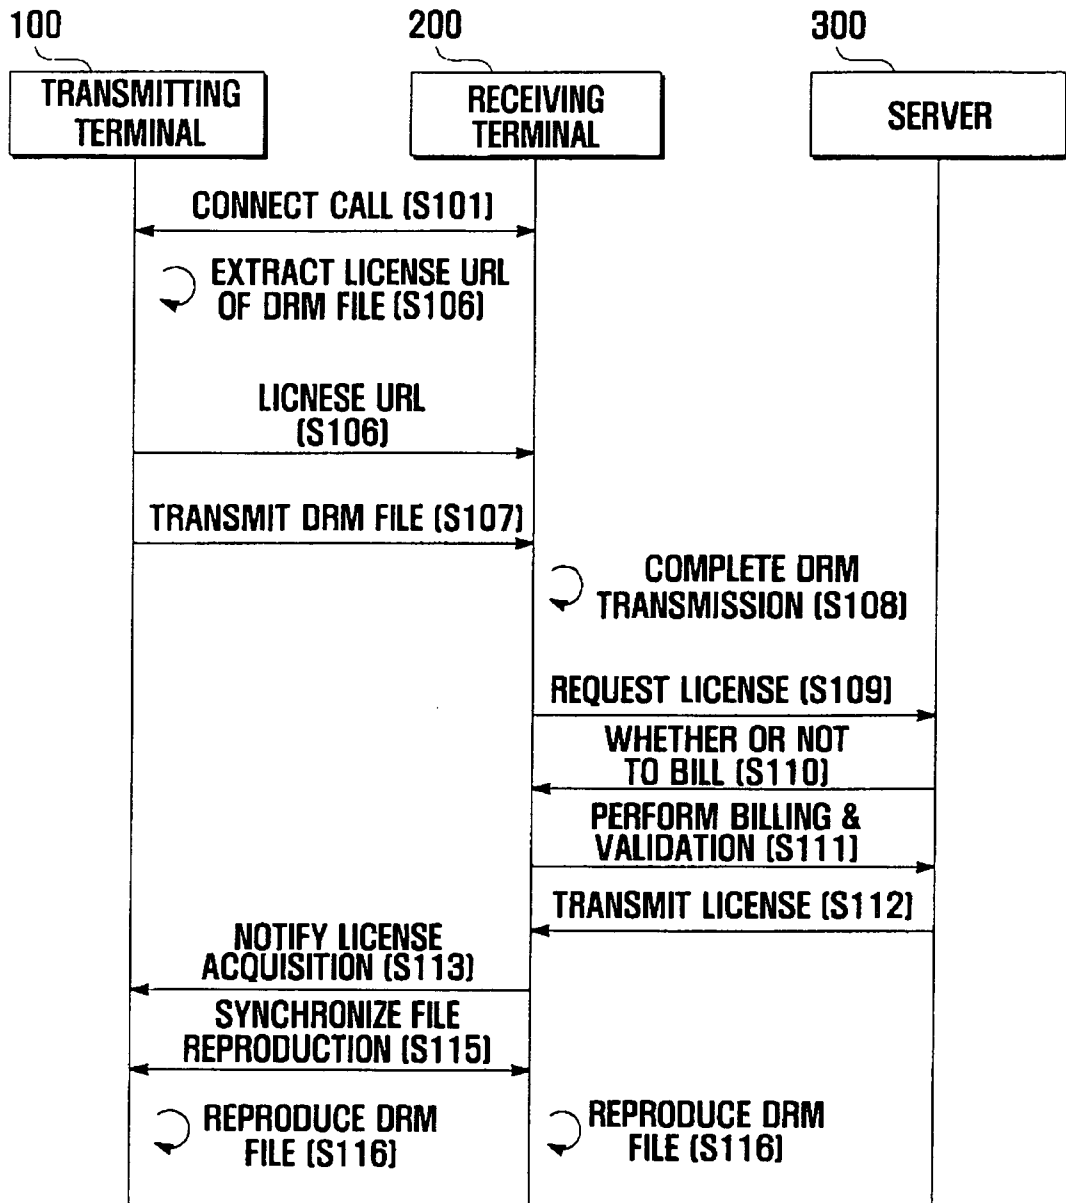 100
200
300
TRANSMITTING
TERMINAL
RECEIVING
TERMINAL
SERVER
CONNECT CALL (S101)
EXTRACT LICENSE URL
OF DRM FILE (S106)
LICNESE URL
(S106)
TRANSMIT DRM FILE (S107)
COMPLETE DRM
TRANSMISSION (S108)
REQUEST LICENSE (S109)
WHETHER OR NOT
TO BILL (S110)
PERFORM BILLING &
VALIDATION (S111)
TRANSMIT LICENSE (S112)
NOTIFY LICENSE
ACQUISITION (S113)
SYNCHRONIZE FILE
REPRODUCTION (S115)
REPRODUCE DRM
FILE (S116)
REPRODUCE DRM
FILE (S116)